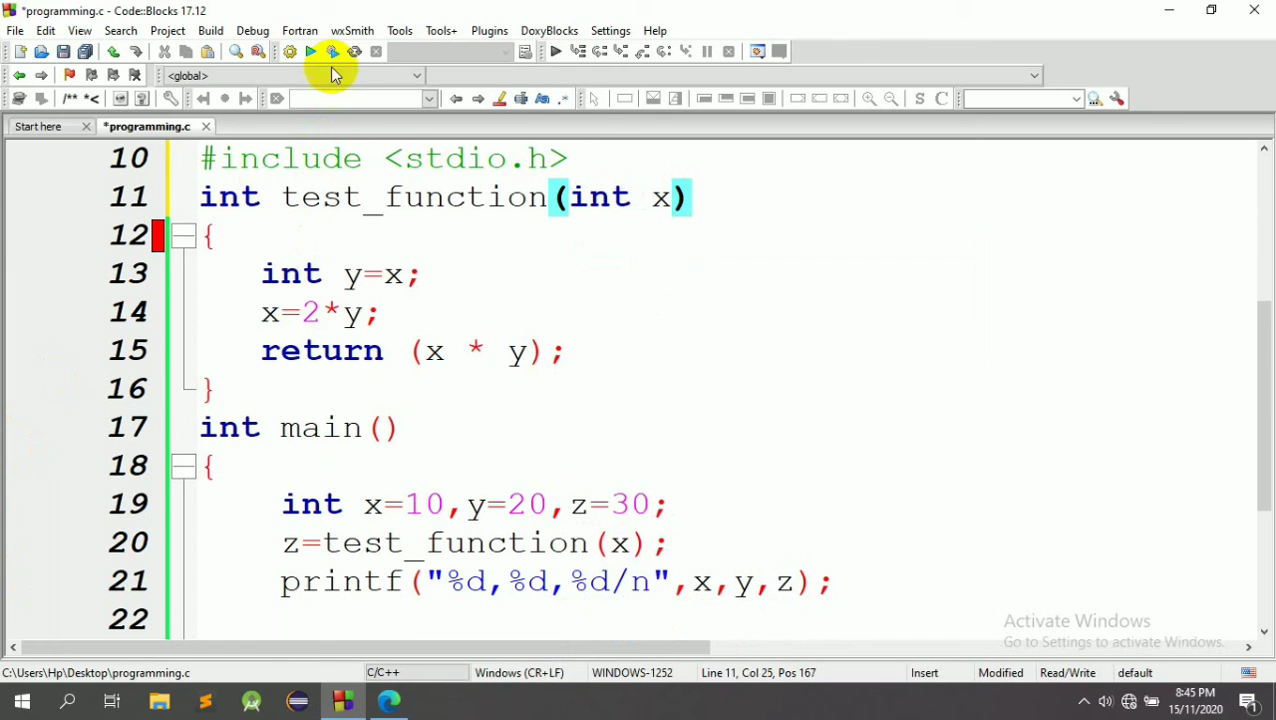 *programming.c - Code::Blocks 17.12
File Edit View Search Project Build Debug Fortran wxSmith Tools Tools+ Plugins DoxyBlocks Settings Help
<global>
/** *<
S C
Start here *programming.c
10 #include <stdio.h>
11 int test_function(int x)
12 {
13 int y=x;
14 x=2*y;
15 return (x * y);
16 }
17 int main()
18 {
19 int x=10,y=20,z=30;
20 z=test_function(x);
21 printf("%d,%d,%d/n",x,y,z);
22
Activate Windows
Go to Settings to activate Windows.
C:\Users\Hp\Desktop\programming.c C/C++ Windows (CR+LF) WINDOWS-1252 Line 11, Col 25, Pos 167 Insert Modified Read/Write default
8:45 PM
15/11/2020
1